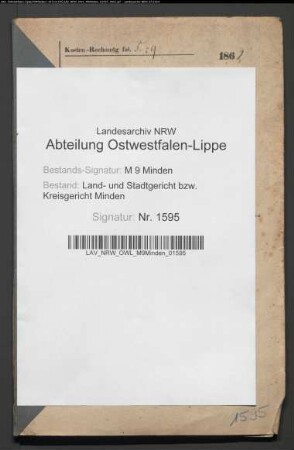 Kosten-Rechnung fol.
186
Landesarchiv NRW
Abteilung Ostwestfalen-Lippe
Bestands-Signatur: M 9 Minden
Bestand: Land- und Stadtgericht bzw.
Kreisgericht Minden
Signatur: Nr. 1595
LAV_NRW_OWL_M9Minden_01595
1595